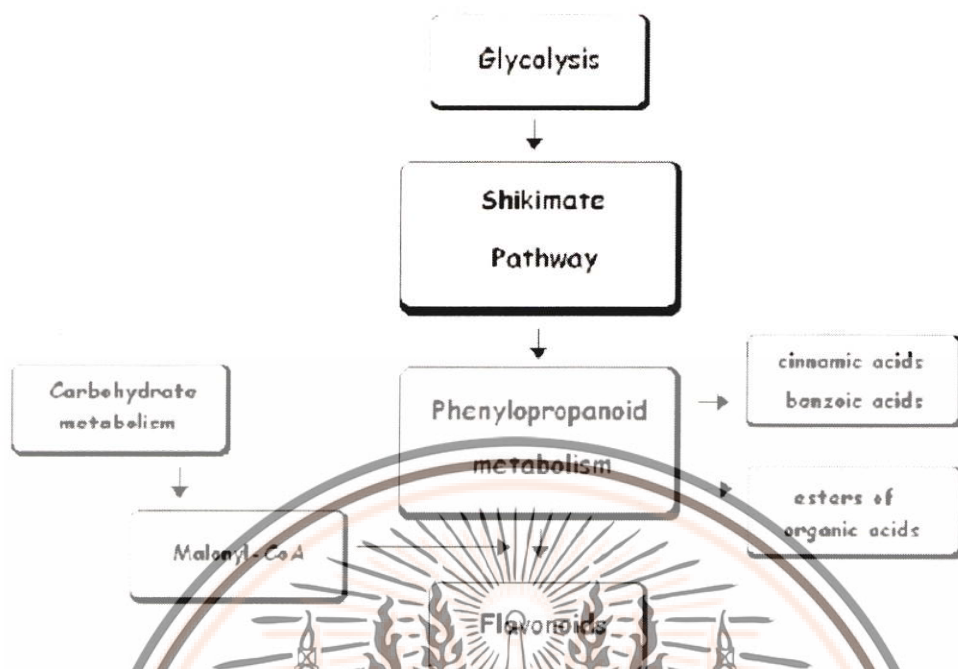 Glycolysis
Shikimate
Pathway
Carbohydrate
metabolism
Phenylopropanoid
metabolism
cinnamic acids
benzoic acids
esters of
organic acids
Malonyl-CoA
Flavonoids